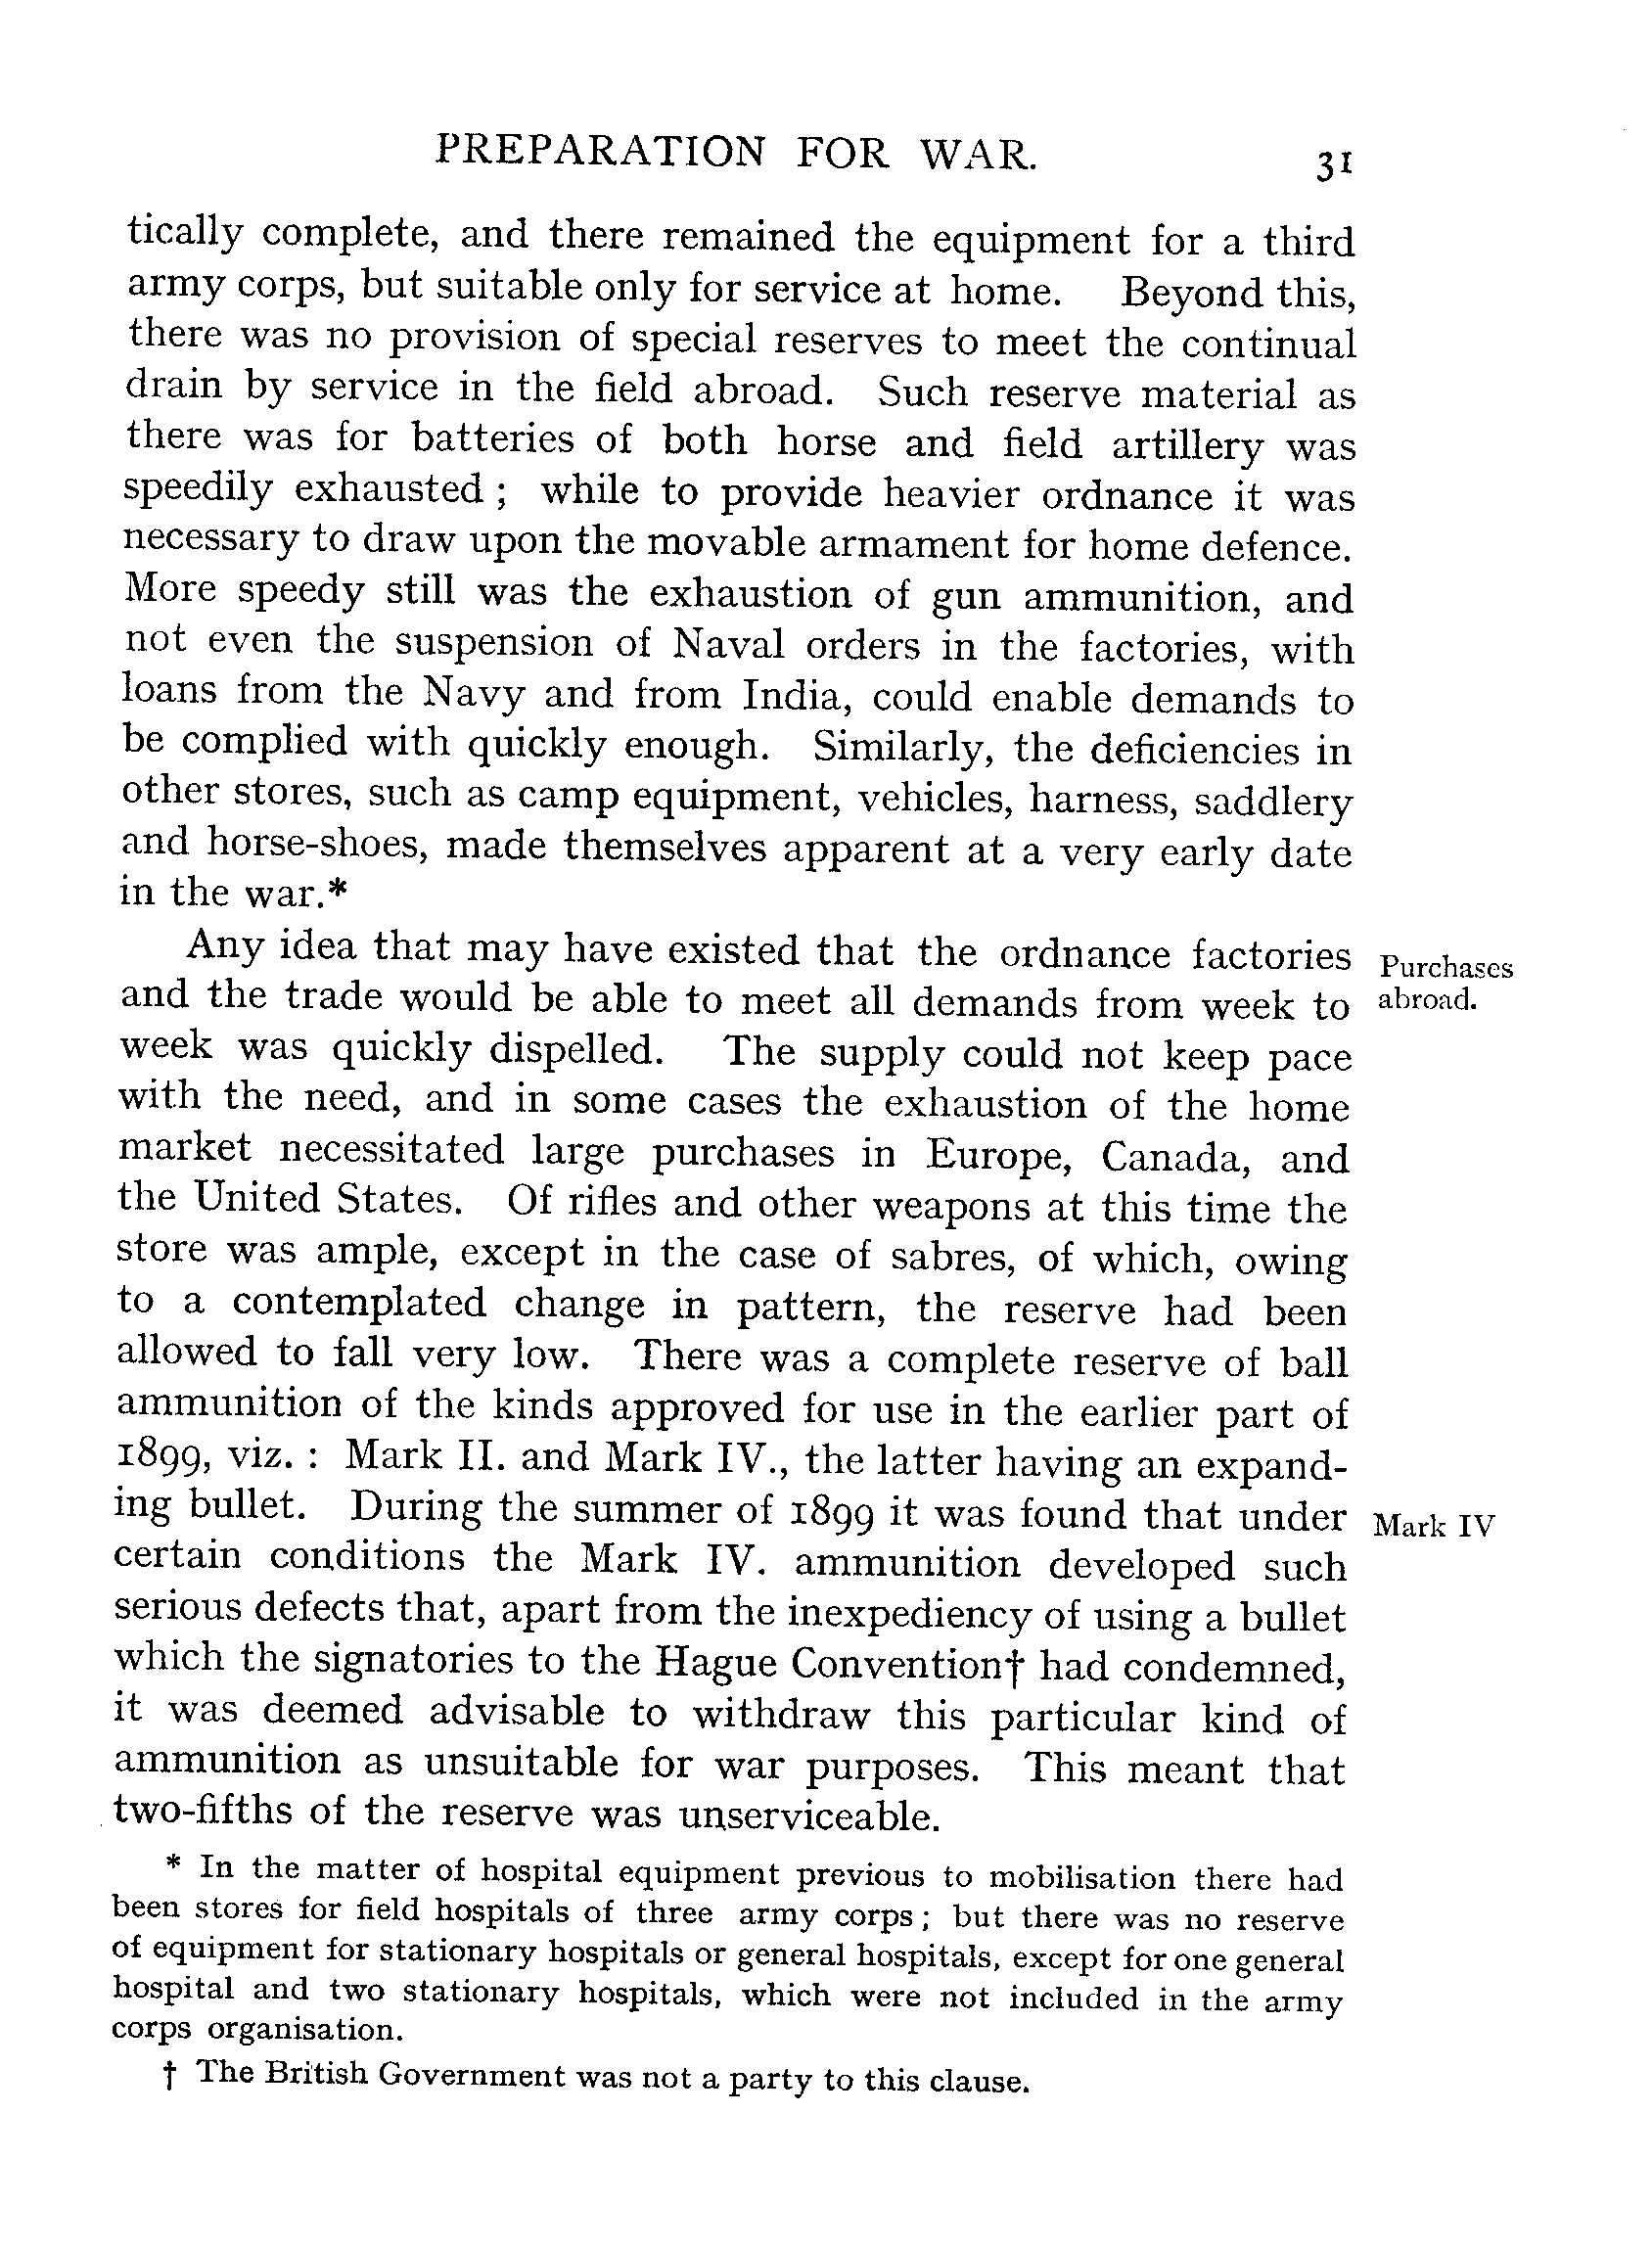 PREPARATION FOR WAR. 31
tically complete, and there remained the equipment for a third
army corps, but suitable only for service at home. Beyond this,
there was no provision of special reserves to meet the continual
drain by service in the field abroad. Such reserve material as
there was for batteries of both horse and field artillery was
speedily exhausted ; while to provide heavier ordnance it was
necessary to draw upon the movable armament for home defence.
More speedy still was the exhaustion of gun ammunition, and
not even the suspension of Naval orders in the factories, with
loans from the Navy and from India, could enable demands to
be complied with quickly enough. Similarly, the deficiencies in
other stores, such as camp equipment, vehicles, harness, saddlery
and horse-shoes, made themselves apparent at a very early date
in the war.*
Any idea that may have existed that the ordnance factories
Purchases
and the trade would be able to meet all demands from week to
abroad.
week was quickly dispelled. The supply could not keep pace
with the need, and in some cases the exhaustion of the home
market necessitated large purchases in Europe, Canada, and
the United States. Of rifles and other weapons at this time the
store was ample, except in the case of sabres, of which, owing
to a contemplated change in pattern, the reserve had been
allowed to fall very low. There was a complete reserve of ball
ammunition of the kinds approved for use in the earlier part of
1899, viz. : Mark II. and Mark IV., the latter having an expand-
ing bullet. During the summer of 1899 it was found that under
Mark IV
certain conditions the Mark IV. ammunition developed such
serious defects that, apart from the inexpediency of using a bullet
which the signatories to the Hague Convention† had condemned,
it was deemed advisable to withdraw this particular kind of
ammunition as unsuitable for war purposes. This meant that
two-fifths of the reserve was unserviceable.
* In the matter of hospital equipment previous to mobilisation there had
been stores for field hospitals of three army corps ; but there was no reserve
of equipment for stationary hospitals or general hospitals, except for one general
hospital and two stationary hospitals, which were not included in the army
corps organisation.
† The British Government was not a party to this clause.